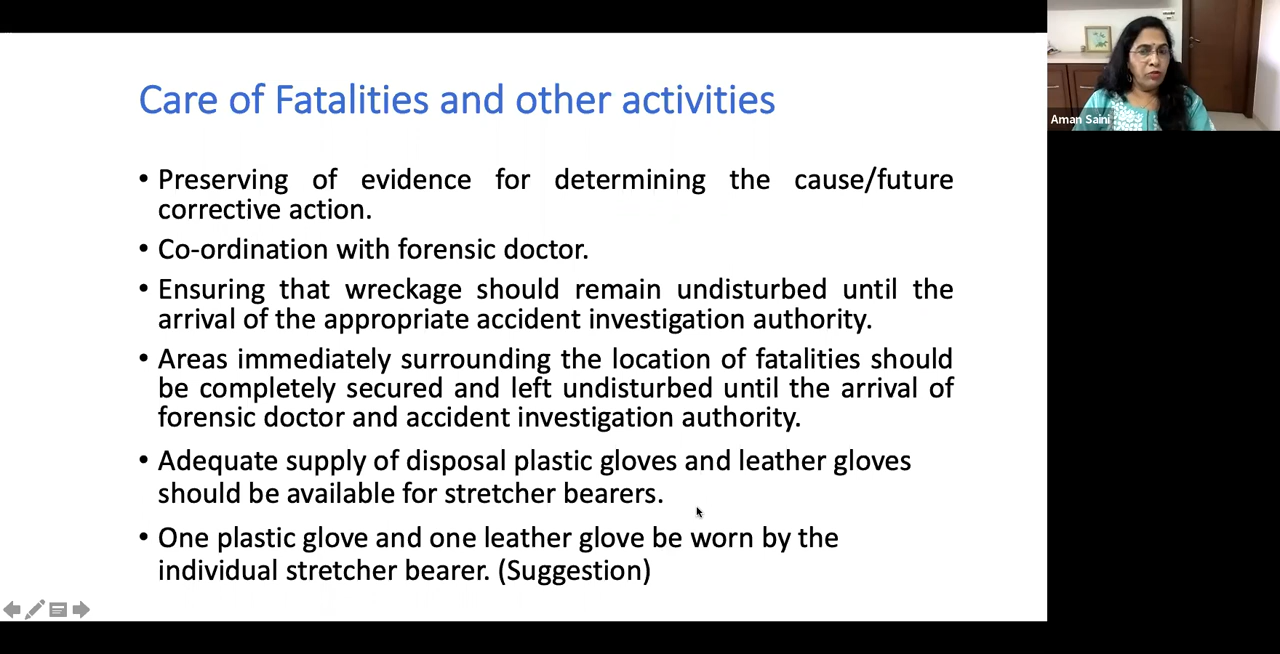 Care of Fatalities and other activities
• Preserving of evidence for determining the cause/future
corrective action.
• Co-ordination with forensic doctor.
• Ensuring that wreckage should remain undisturbed until the
arrival of the appropriate accident investigation authority.
• Areas immediately surrounding the location of fatalities should
be completely secured and left undisturbed until the arrival of
forensic doctor and accident investigation authority.
• Adequate supply of disposal plastic gloves and leather gloves
should be available for stretcher bearers.
• One plastic glove and one leather glove be worn by the
individual stretcher bearer. (Suggestion)
Aman Saini